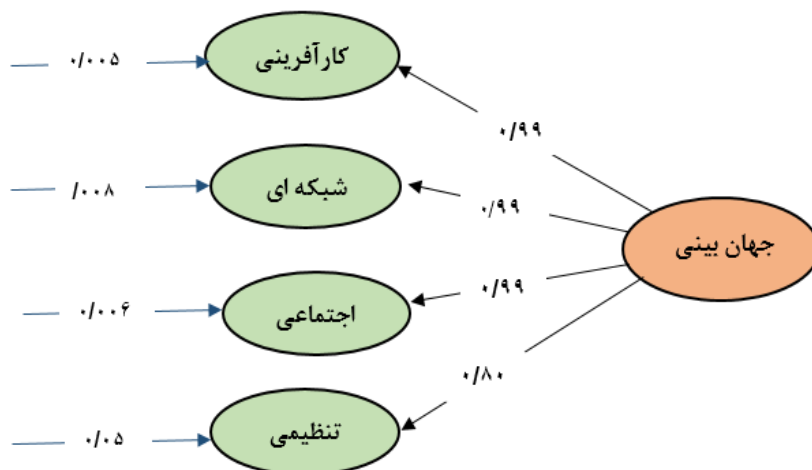 ۰/۰۰۵
کارآفرینی
۰/۹۹
/۰۰۸
شبکه ای
۰/۹۹
جهان بینی
۰/۰۰۶
اجتماعی
۰/۹۹
۰/۸۰
۰/۰۵
تنظیمی